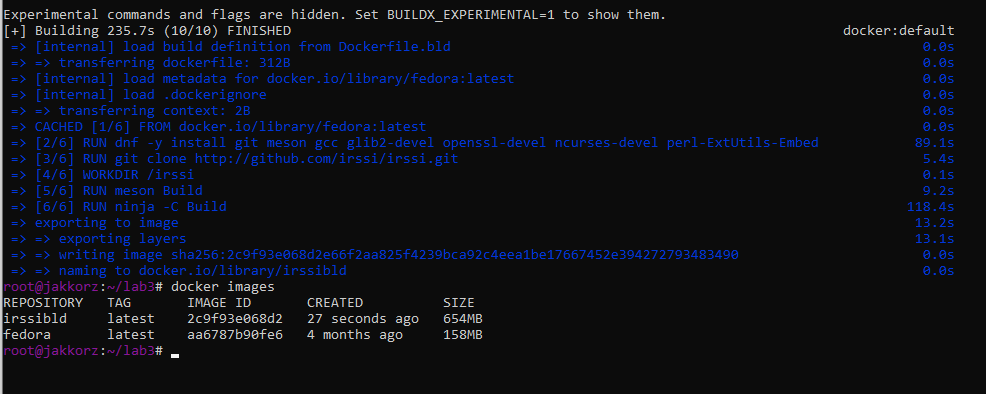 Experimental commands and flags are hidden. Set BUILDX_EXPERIMENTAL=1 to show them.
[+] Building 235.7s (10/10) FINISHED docker:default
=> [internal] load build definition from Dockerfile.bld 0.0s
=> => transferring dockerfile: 312B 0.0s
=> [internal] load metadata for docker.io/library/fedora:latest 0.0s
=> [internal] load .dockerignore 0.0s
=> => transferring context: 2B 0.0s
=> CACHED [1/6] FROM docker.io/library/fedora:latest 0.0s
=> [2/6] RUN dnf -y install git meson gcc glib2-devel openssl-devel ncurses-devel perl-ExtUtils-Embed 89.1s
=> [3/6] RUN git clone http://github.com/irssi/irssi.git 5.4s
=> [4/6] WORKDIR /irssi 0.1s
=> [5/6] RUN meson Build 9.2s
=> [6/6] RUN ninja -C Build 118.4s
=> exporting to image 13.2s
=> => exporting layers 13.1s
=> => writing image sha256:2c9f93e068d2e66f2aa825f4239bca92c4eea1be17667452e394272793483490 0.0s
=> => naming to docker.io/library/irssibld 0.0s
root@jakkorz:~/lab3# docker images
REPOSITORY TAG IMAGE ID CREATED SIZE
irssibld latest 2c9f93e068d2 27 seconds ago 654MB
fedora latest aa6787b90fe6 4 months ago 158MB
root@jakkorz:~/lab3#